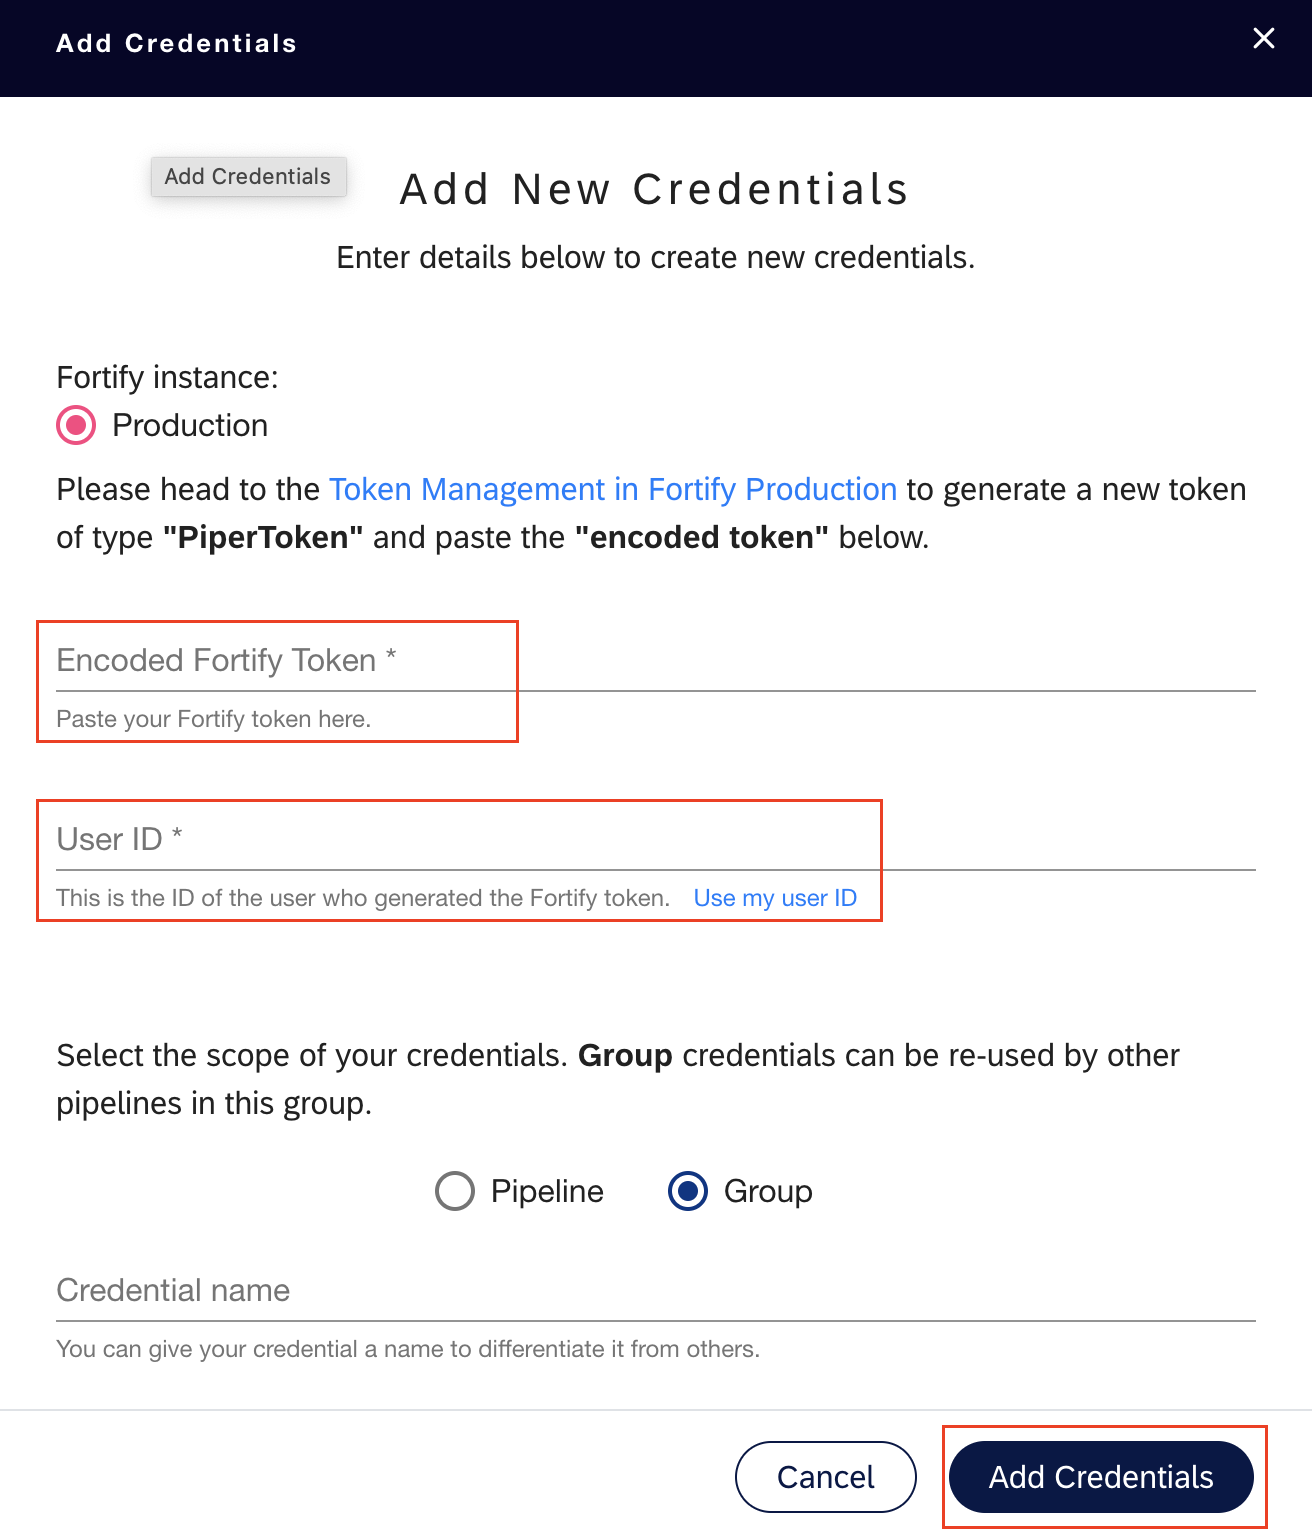 Add Credentials
Add Credentials
Add New Credentials
Enter details below to create new credentials.
Fortify instance:
Production
Please head to the Token Management in Fortify Production to generate a new token
of type "PiperToken" and paste the "encoded token" below.
Encoded Fortify Token *
Paste your Fortify token here.
User ID *
This is the ID of the user who generated the Fortify token. Use my user ID
Select the scope of your credentials. Group credentials can be re-used by other
pipelines in this group.
Pipeline Group
Credential name
You can give your credential a name to differentiate it from others.
Cancel Add Credentials